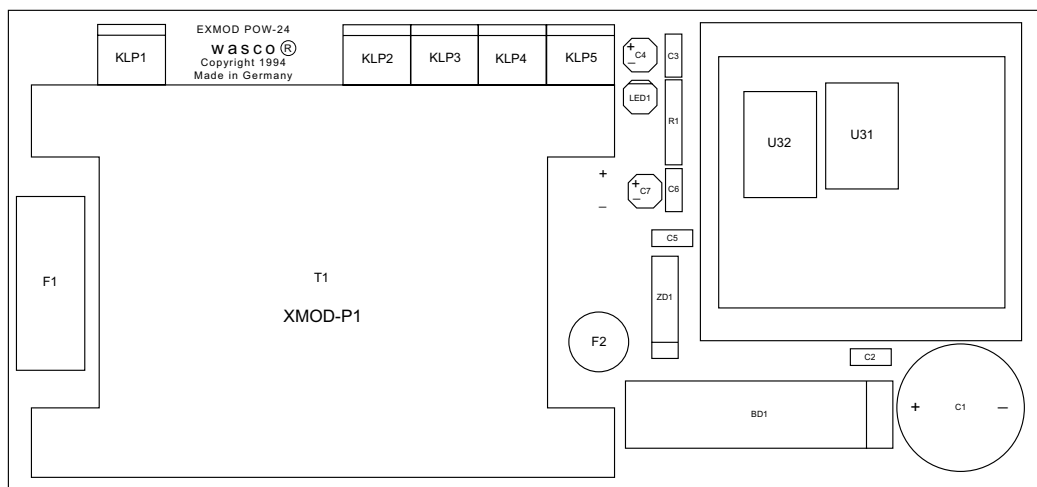 EXMOD POW-24
wasco®
Copyright 1994
Made in Germany
KLP1
KLP2
KLP3
KLP4
KLP5
+
–
C4
C3
LED1
R1
U32
U31
+
–
+
–
C7
C6
C5
F1
T1
XMOD-P1
ZD1
F2
C2
BD1
+
C1
–